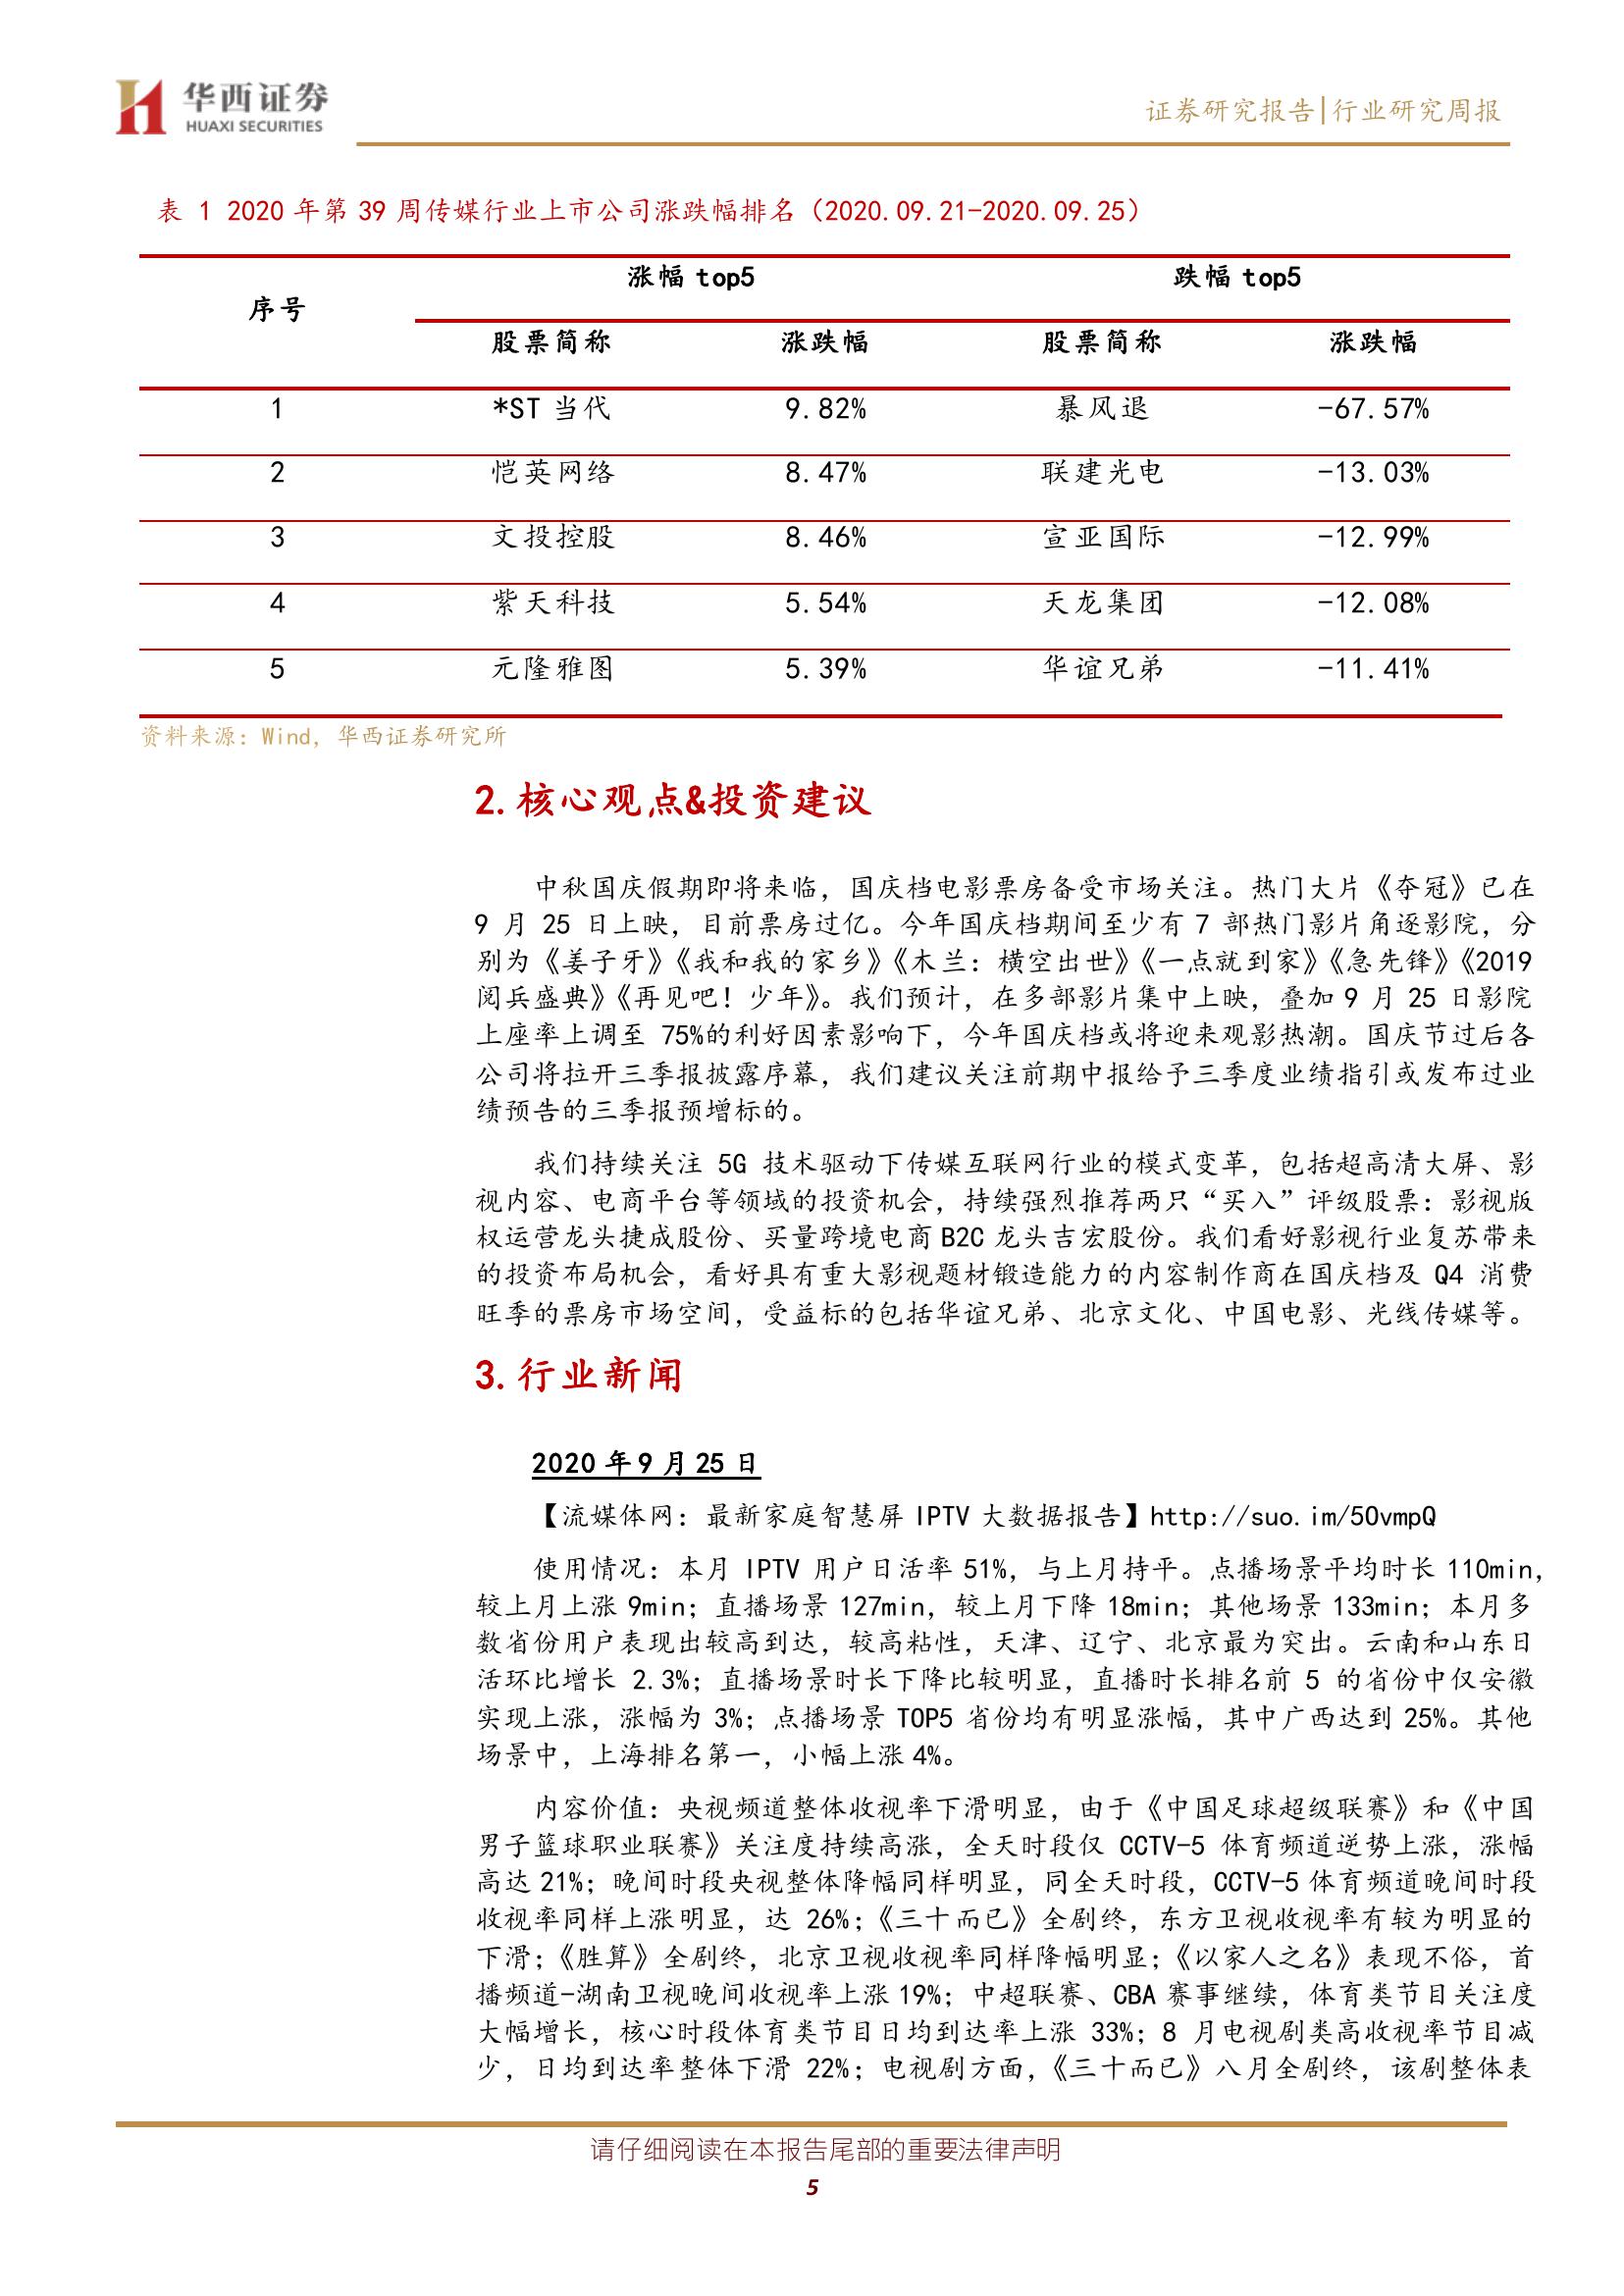 华西证券
HUAXI SECURITIES
证券研究报告|行业研究周报
表 1 2020 年第 39 周传媒行业上市公司涨跌幅排名（2020.09.21-2020.09.25）
序号 涨幅 top5 跌幅 top5
股票简称 涨跌幅 股票简称 涨跌幅
1 *ST 当代 9.82% 暴风退 -67.57%
2 恺英网络 8.47% 联建光电 -13.03%
3 文投控股 8.46% 宣亚国际 -12.99%
4 紫天科技 5.54% 天龙集团 -12.08%
5 元隆雅图 5.39% 华谊兄弟 -11.41%
资料来源：Wind，华西证券研究所
2.核心观点&投资建议
中秋国庆假期即将来临，国庆档电影票房备受市场关注。热门大片《夺冠》已在
9 月 25 日上映，目前票房过亿。今年国庆档期间至少有 7 部热门影片角逐影院，分
别为《姜子牙》《我和我的家乡》《木兰：横空出世》《一点就到家》《急先锋》《2019
阅兵盛典》《再见吧！少年》。我们预计，在多部影片集中上映，叠加 9 月 25 日影院
上座率上调至 75%的利好因素影响下，今年国庆档或将迎来观影热潮。国庆节过后各
公司将拉开三季报披露序幕，我们建议关注前期中报给予三季度业绩指引或发布过业
绩预告的三季报预增标的。
我们持续关注 5G 技术驱动下传媒互联网行业的模式变革，包括超高清大屏、影
视内容、电商平台等领域的投资机会，持续强烈推荐两只“买入”评级股票：影视版
权运营龙头捷成股份、买量跨境电商 B2C 龙头吉宏股份。我们看好影视行业复苏带来
的投资布局机会，看好具有重大影视题材锻造能力的内容制作商在国庆档及 Q4 消费
旺季的票房市场空间，受益标的包括华谊兄弟、北京文化、中国电影、光线传媒等。
3.行业新闻
2020 年 9 月 25 日
【流媒体网：最新家庭智慧屏 IPTV 大数据报告】http://suo.im/5OvmpQ
使用情况：本月 IPTV 用户日活率 51%，与上月持平。点播场景平均时长 110min，
较上月上涨 9min；直播场景 127min，较上月下降 18min；其他场景 133min；本月多
数省份用户表现出较高到达，较高粘性，天津、辽宁、北京最为突出。云南和山东日
活环比增长 2.3%；直播场景时长下降比较明显，直播时长排名前 5 的省份中仅安徽
实现上涨，涨幅为 3%；点播场景 TOP5 省份均有明显涨幅，其中广西达到 25%。其他
场景中，上海排名第一，小幅上涨 4%。
内容价值：央视频道整体收视率下滑明显，由于《中国足球超级联赛》和《中国
男子篮球职业联赛》关注度持续高涨，全天时段仅 CCTV-5 体育频道逆势上涨，涨幅
高达 21%；晚间时段央视整体降幅同样明显，同全天时段，CCTV-5 体育频道晚间时段
收视率同样上涨明显，达 26%；《三十而已》全剧终，东方卫视收视率有较为明显的
下滑；《胜算》全剧终，北京卫视收视率同样降幅明显；《以家人之名》表现不俗，首
播频道-湖南卫视晚间收视率上涨 19%；中超联赛、CBA 赛事继续，体育类节目关注度
大幅增长，核心时段体育类节目日均到达率上涨 33%；8 月电视剧类高收视率节目减
少，日均到达率整体下滑 22%；电视剧方面，《三十而已》八月全剧终，该剧整体表
请仔细阅读在本报告尾部的重要法律声明
5